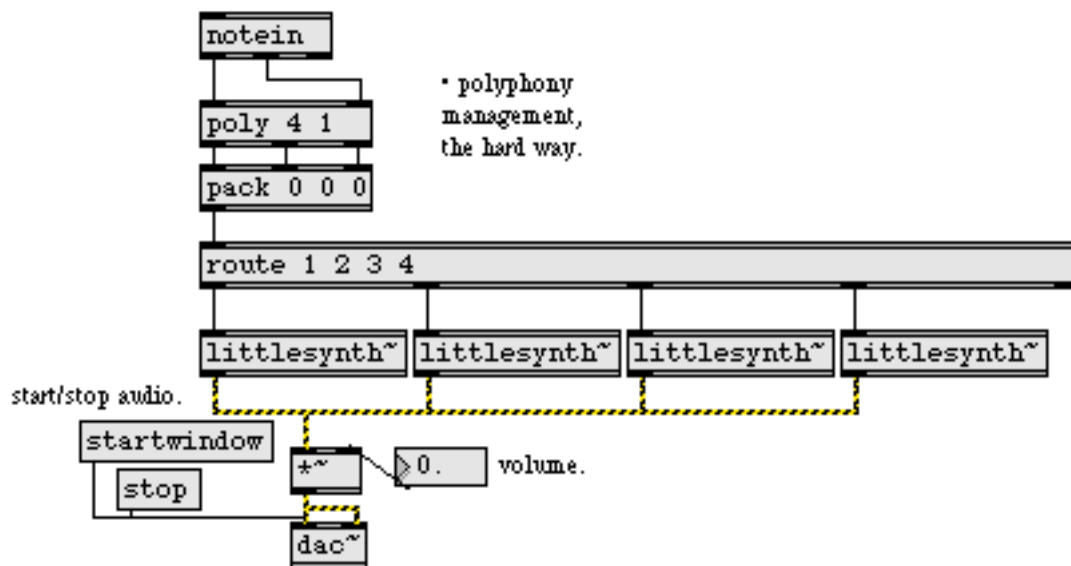 notein
• polyphony
management,
the hard way.
poly 4 1
pack 0 0 0
route 1 2 3 4
littlesynth~ littlesynth~ littlesynth~ littlesynth~
start/stop audio.
startwindow
*~
0.
volume.
stop
dac~